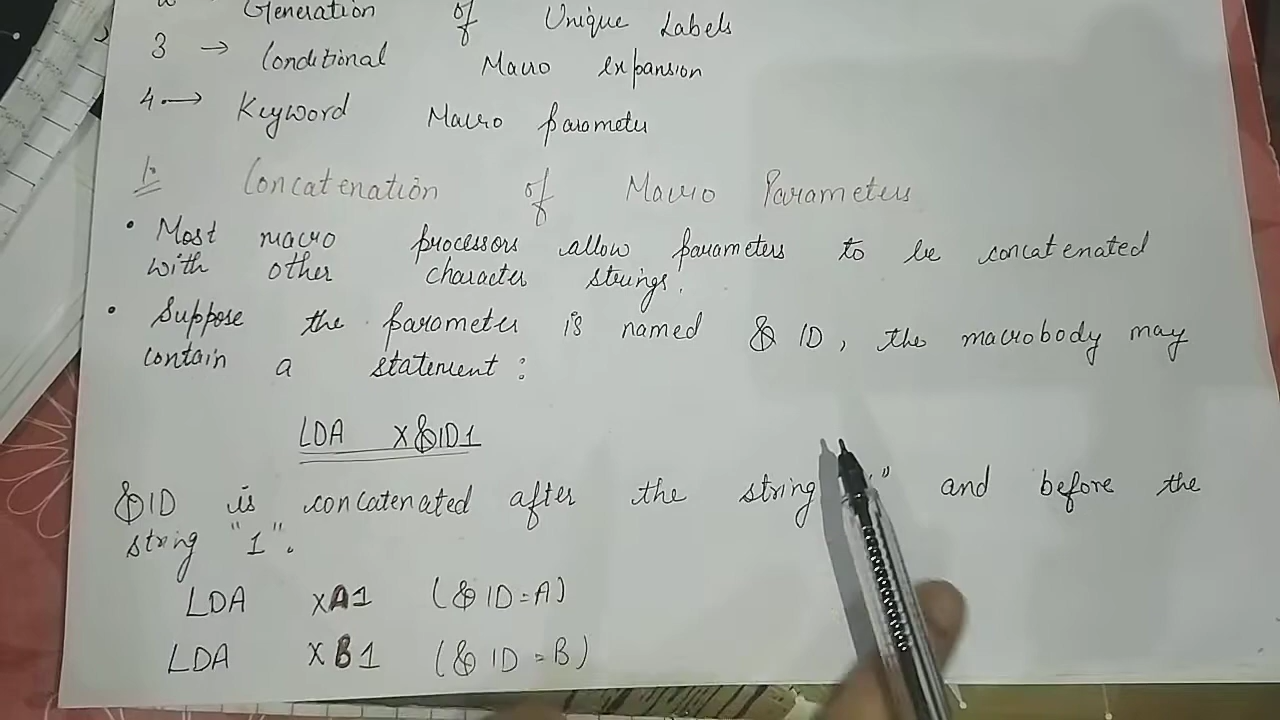 Generation of Unique Labels
3 → Conditional Macro expansion
4 → Keyword Macro parameter
1. Concatenation of Macro Parameters
• Most macro processors allow parameters to be concatenated
with other character strings.
• Suppose the parameter is named & ID, the macrobody may
contain a statement:
LDA X&ID1
&ID is concatenated after the string " and before the
string "1".
LDA XA1 (& ID=A)
LDA XB1 (& ID=B)